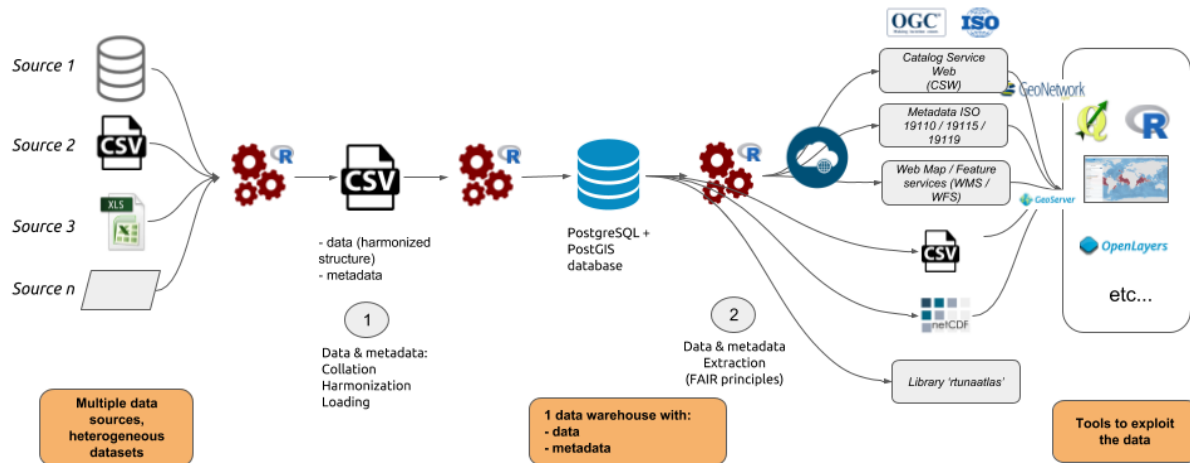 OGC
ISO
Source 1
Source 2
CSV
Source 3
XLS
Source n
R
CSV
- data (harmonized
structure)
- metadata
1
Data & metadata:
Collation
Harmonization
Loading
R
PostgreSQL +
PostGIS
database
R
2
Data & metadata
Extraction
(FAIR principles)
Catalog Service
Web
(CSW)
Metadata ISO
19110 / 19115 /
19119
Web Map / Feature
services (WMS /
WFS)
CSV
netCDF
Library ‘rtunaatlas’
GeoNetwork
R
GeoServer
OpenLayers
etc...
Multiple data
sources,
heterogeneous
datasets
1 data warehouse with:
- data
- metadata
Tools to exploit
the data